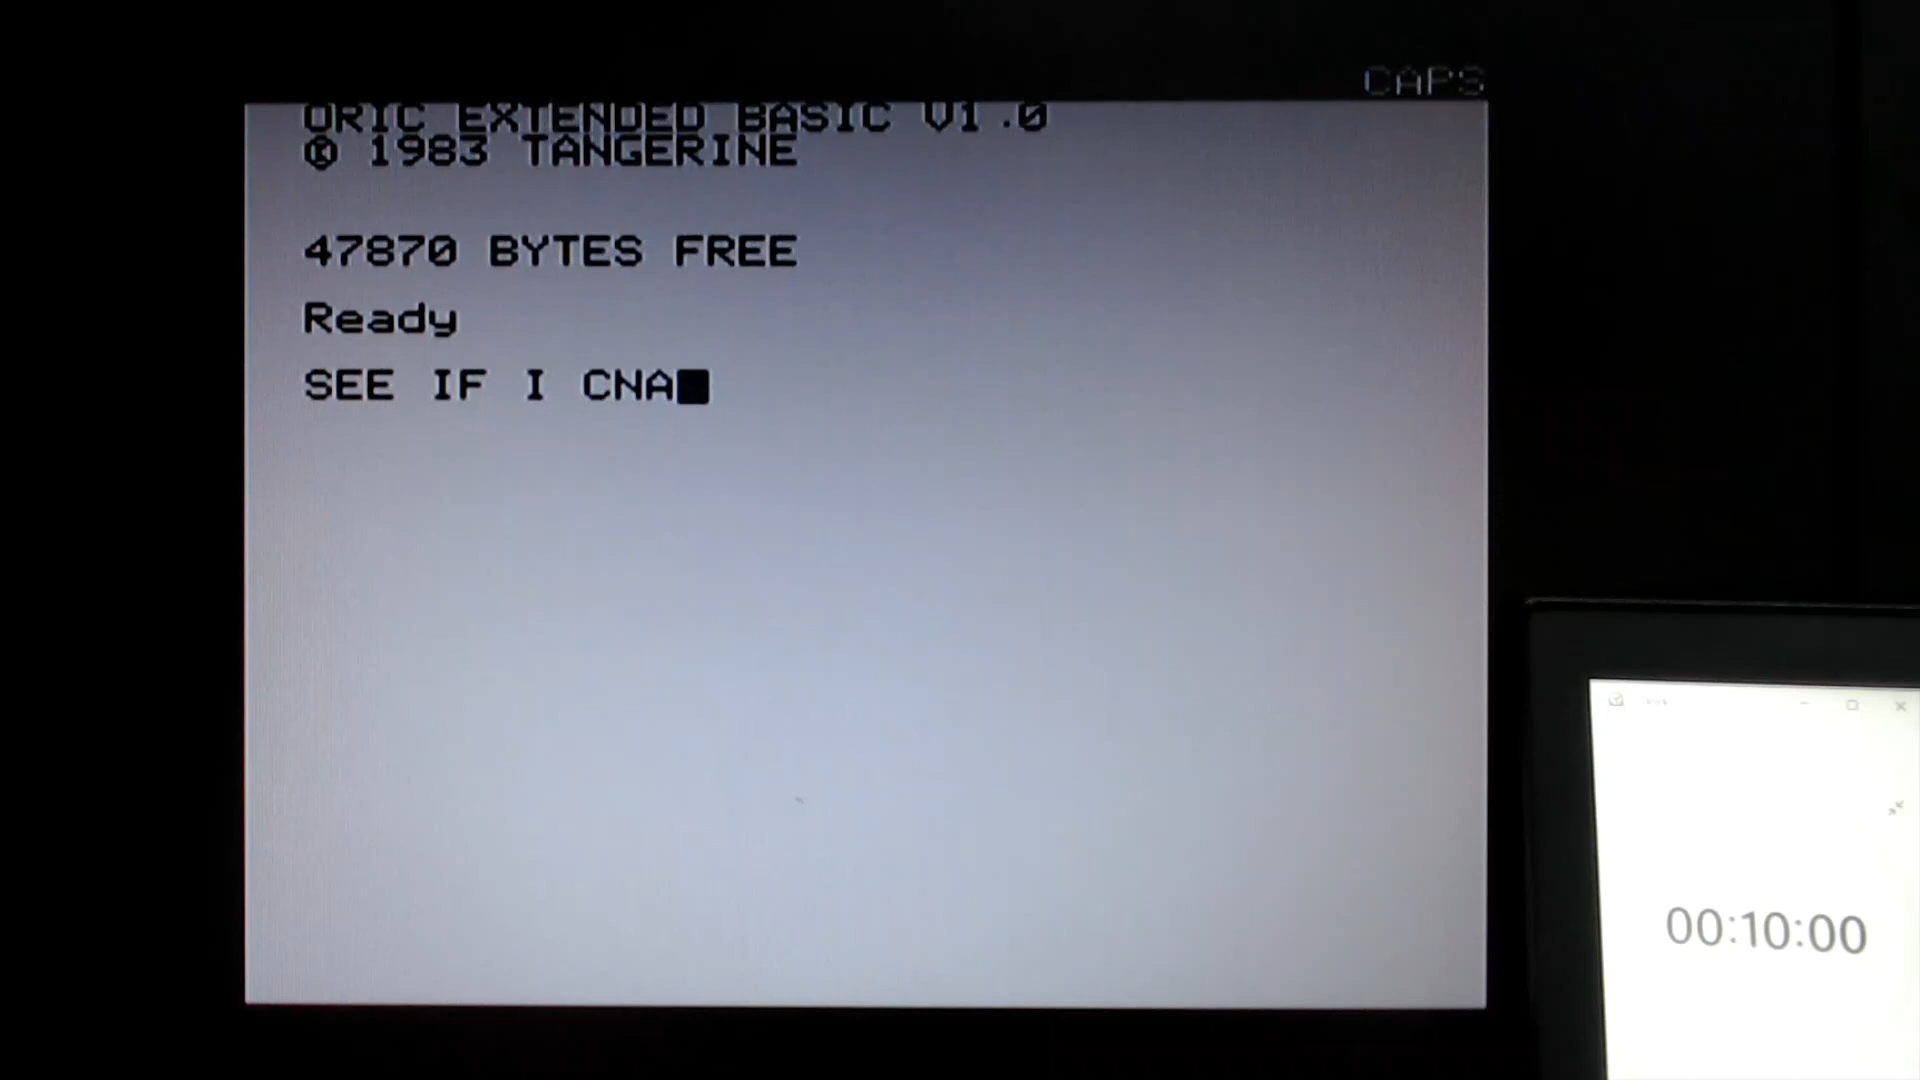 CAPS
ORIC EXTENDED BASIC V1.0
® 1983 TANGERINE
47870 BYTES FREE
Ready
SEE IF I CNA
00:10:00